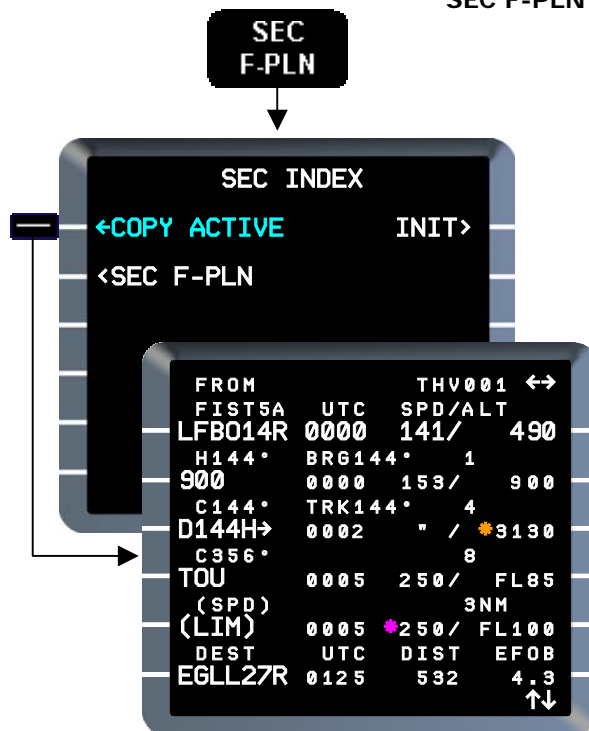 SEC F-PLN
SEC
F-PLN
SEC INDEX
←COPY ACTIVE INIT>
<SEC F-PLN
FROM THV001 ↔
FIST5A UTC SPD/ALT
LFBO14R 0000 141/ 490
H144° BRG144° 1
900 0000 153/ 900
C144° TRK144° 4
D144H→ 0002 " / *3130
C356° 8
TOU 0005 250/ FL85
(SPD) 3NM
(LIM) 0005 *250/ FL100
DEST UTC DIST EFOB
EGLL27R 0125 532 4.3
↑↓